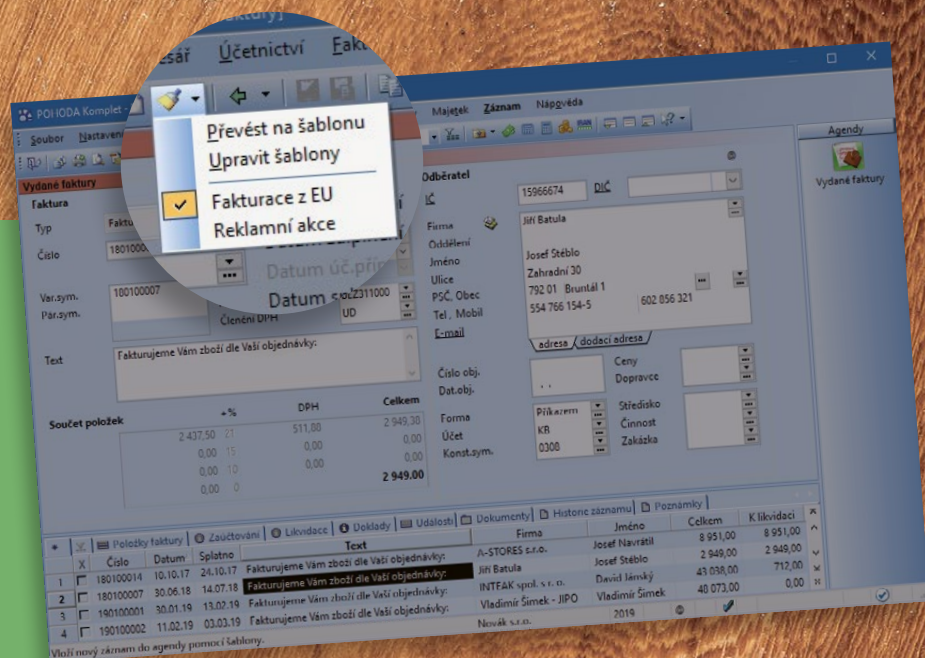 Účetnictví
POHODA Komplet -
Soubor
Majetek Záznam Nápověda
Převést na šablonu
Upravit šablony
Fakturace z EU
Reklamní akce
Agendy
Vydané faktury
Vydané faktury
Faktura
Typ
Číslo
Var.sym. 180100007
Pár.sym.
Datum úč.příp
Datum s
Členění DPH UD
Text Fakturujeme Vám zboží dle Vaší objednávky:
Odběratel
IČ 15966674 DIČ
Firma Jiří Batula
Oddělení
Jméno Josef Stéblo
Ulice Zahradní 30
PSČ, Obec 792 01 Bruntál 1
Tel., Mobil 554 766 154-5 602 856 321
E-mail
adresa dodací adresa
Číslo obj. Ceny
Dat.obj. . . Dopravce
Forma Příkazem Středisko
Účet KB Činnost
Konst.sym. 0308 Zakázka
Součet položek +% DPH Celkem
2 437,50 21 511,88 2 949,38
0,00 15 0,00 0,00
0,00 10 0,00 0,00
0,00 0 2 949.00
Položky faktury Zaúčtování Likvidace Doklady Události Dokumenty Historie záznamu Poznámky
X Číslo Datum Splatno Text Firma Jméno Celkem K likvidaci
1 180100014 10.10.17 24.10.17 Fakturujeme Vám zboží dle Vaší objednávky: A-STORES s.r.o. Josef Navrátil 8 951,00 8 951,00
2 180100007 30.06.18 14.07.18 Fakturujeme Vám zboží dle Vaší objednávky: Jiří Batula Josef Stéblo 2 949,00 2 949,00
3 190100001 30.01.19 13.02.19 Fakturujeme Vám zboží dle Vaší objednávky: INTEAK spol. s r. o. David Jánský 43 038,00 712,00
4 190100002 11.02.19 03.03.19 Fakturujeme Vám zboží dle Vaší objednávky: Vladimír Šimek - JIPO Vladimír Šimek 48 073,00 0,00
Vloží nový záznam do agendy pomocí šablony. Novák s.r.o. 2019